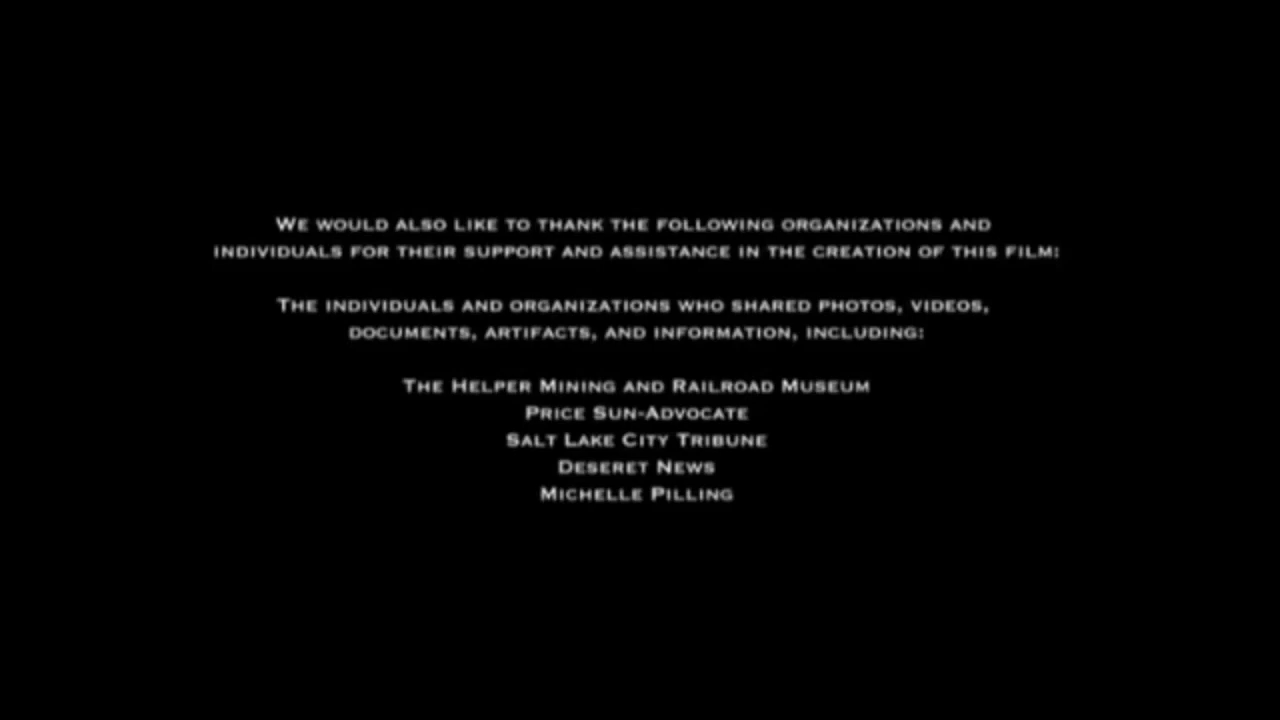 We would also like to thank the following organizations and
individuals for their support and assistance in the creation of this film:
The individuals and organizations who shared photos, videos,
documents, artifacts, and information, including:
The Helper Mining and Railroad Museum
Price Sun-Advocate
Salt Lake City Tribune
Deseret News
Michelle Pilling